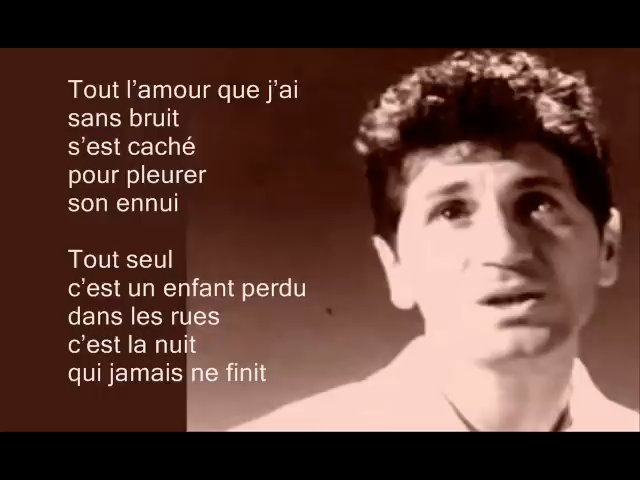 Tout l’amour que j’ai
sans bruit
s’est caché
pour pleurer
son ennui
Tout seul
c’est un enfant perdu
dans les rues
c’est la nuit
qui jamais ne finit